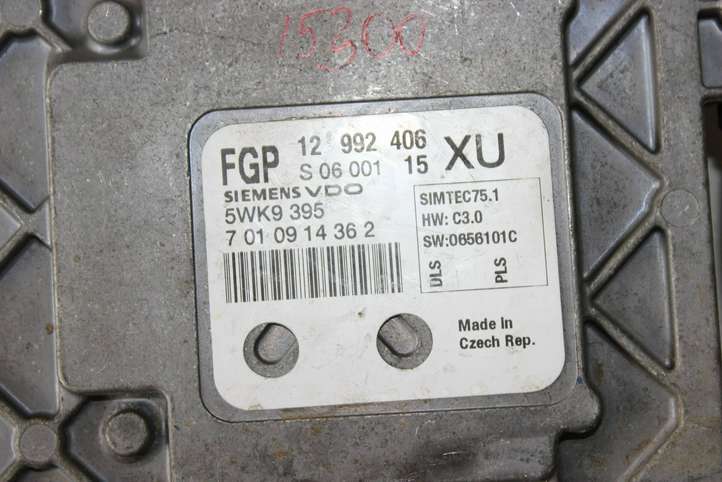 15300
FGP 12 992 406 XU
S 06 001 15
SIEMENS VDO
5WK9 395
7 01 09 14 36 2
SIMTEC75.1
HW: C3.0
SW:0656101C
DLS PLS
Made in
Czech Rep.